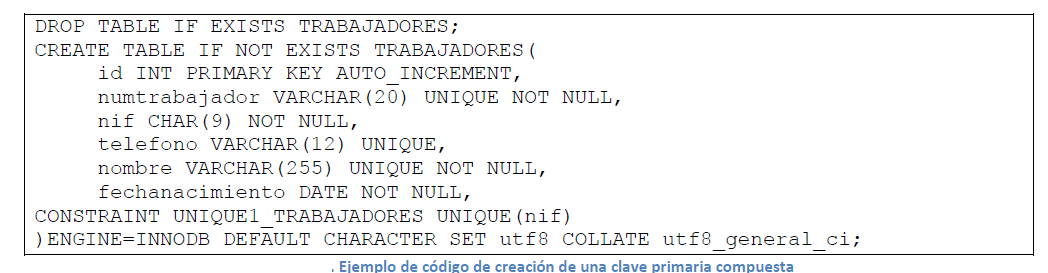 DROP TABLE IF EXISTS TRABAJADORES;
CREATE TABLE IF NOT EXISTS TRABAJADORES(
id INT PRIMARY KEY AUTO_INCREMENT,
numtrabajador VARCHAR(20) UNIQUE NOT NULL,
nif CHAR(9) NOT NULL,
telefono VARCHAR(12) UNIQUE,
nombre VARCHAR(255) UNIQUE NOT NULL,
fechanacimiento DATE NOT NULL,
CONSTRAINT UNIQUE1_TRABAJADORES UNIQUE(nif)
)ENGINE=INNODB DEFAULT CHARACTER SET utf8 COLLATE utf8_general_ci;
. Ejemplo de código de creación de una clave primaria compuesta